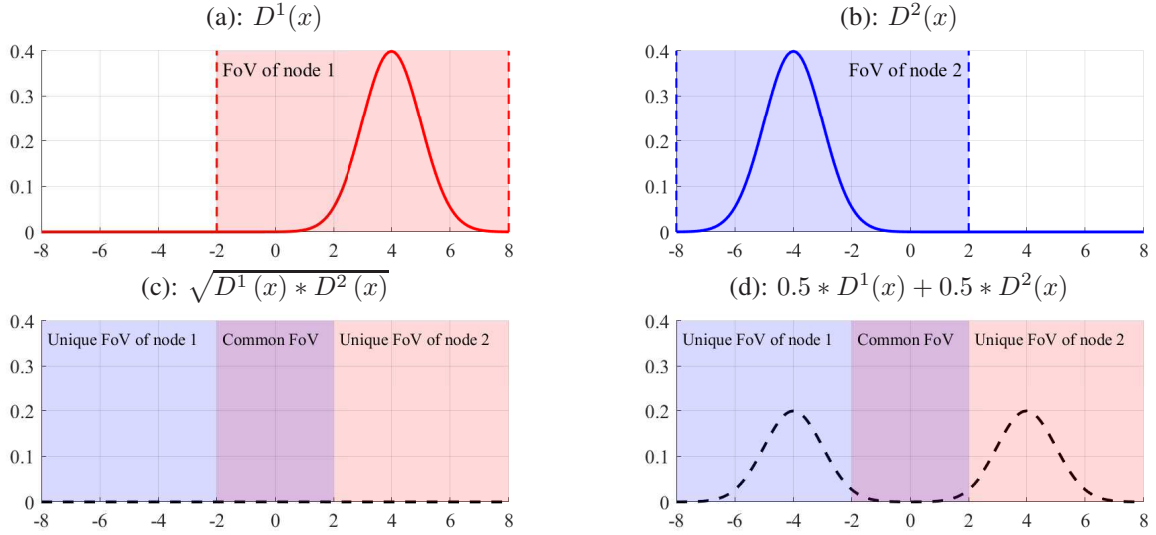 (a): D¹(x)
(b): D²(x)
0.4
0.3
0.2
0.1
0
FoV of node 1
-8 -6 -4 -2 0 2 4 6 8
0.4
0.3
0.2
0.1
0
FoV of node 2
-8 -6 -4 -2 0 2 4 6 8
(c): √(D¹ (x) ∗ D² (x))
(d): 0.5 ∗ D¹(x) + 0.5 ∗ D²(x)
0.4
0.3
0.2
0.1
0
Unique FoV of node 1 Common FoV Unique FoV of node 2
-8 -6 -4 -2 0 2 4 6 8
0.4
0.3
0.2
0.1
0
Unique FoV of node 1 Common FoV Unique FoV of node 2
-8 -6 -4 -2 0 2 4 6 8